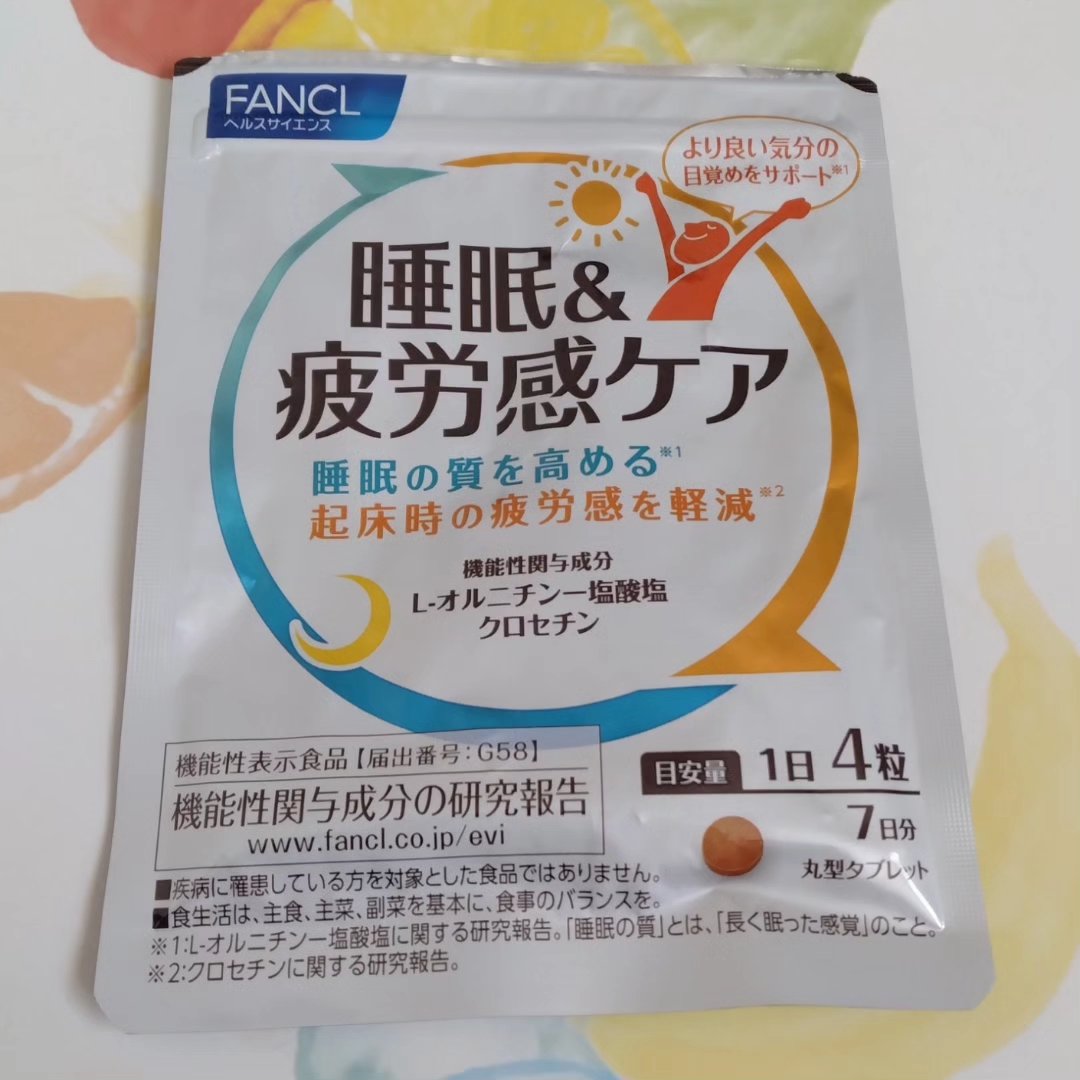 FANCL
ヘルスサイエンス
より良い気分の
目覚めをサポート※1
睡眠&
疲労感ケア
睡眠の質を高める※1
起床時の疲労感を軽減※2
機能性関与成分
L-オルニチン一塩酸塩
クロセチン
機能性表示食品【届出番号:G58】
機能性関与成分の研究報告
www.fancl.co.jp/evi
目安量 1日 4粒
7日分
丸型タブレット
■疾病に罹患している方を対象とした食品ではありません。
■食生活は、主食、主菜、副菜を基本に、食事のバランスを。
※1:L-オルニチン一塩酸塩に関する研究報告。「睡眠の質」とは、「長く眠った感覚」のこと。
※2:クロセチンに関する研究報告。